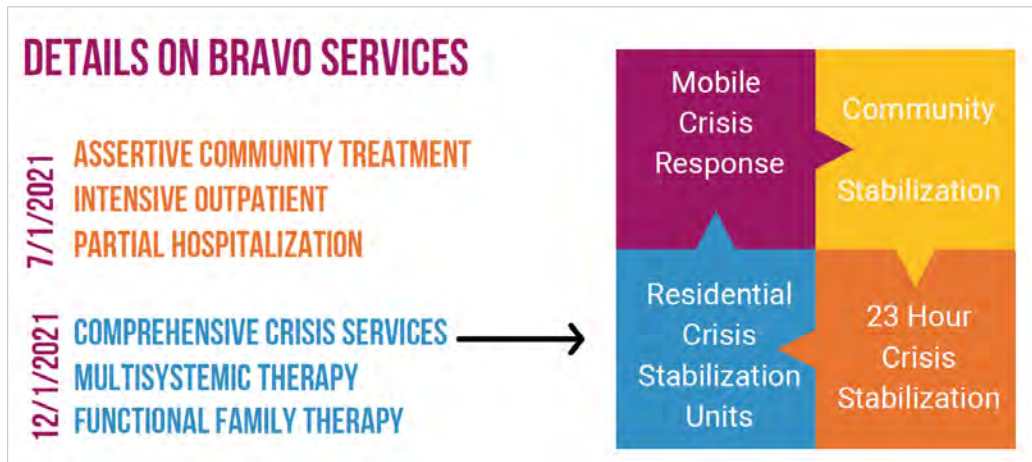 DETAILS ON BRAVO SERVICES
7/1/2021
ASSERTIVE COMMUNITY TREATMENT
INTENSIVE OUTPATIENT
PARTIAL HOSPITALIZATION
12/1/2021
COMPREHENSIVE CRISIS SERVICES
MULTISYSTEMIC THERAPY
FUNCTIONAL FAMILY THERAPY
Mobile
Crisis
Response
Community
Stabilization
Residential
Crisis
Stabilization
Units
23 Hour
Crisis
Stabilization